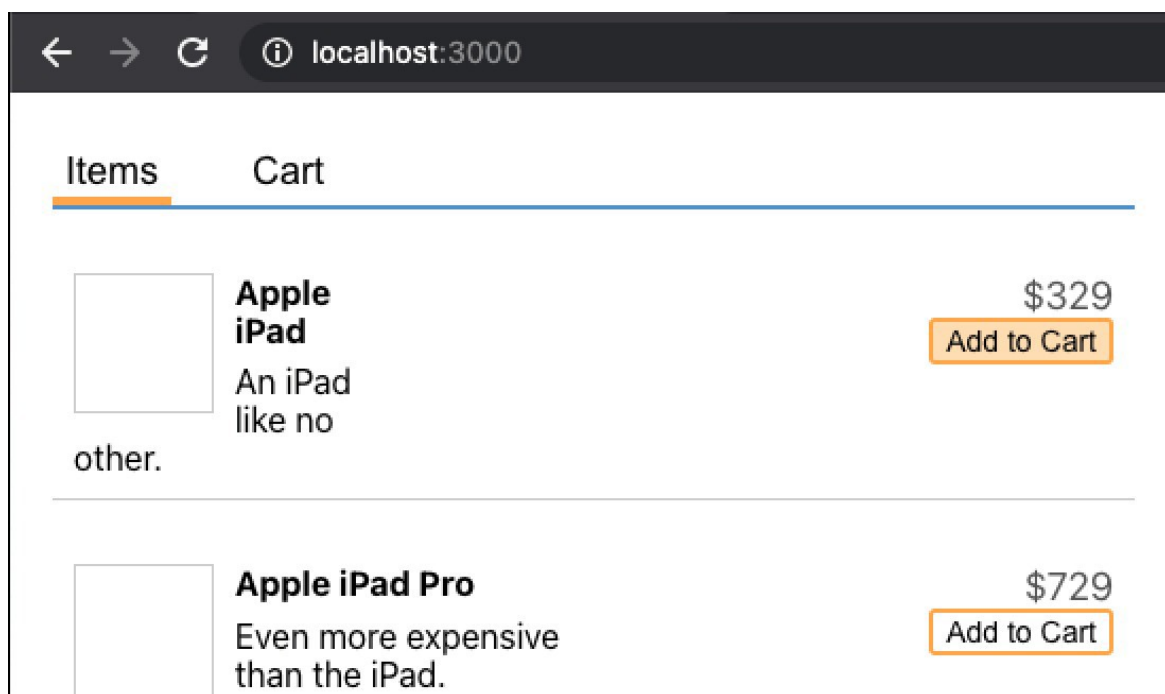 localhost:3000
Items Cart
Apple
iPad
$329
Add to Cart
An iPad
like no
other.
Apple iPad Pro
$729
Add to Cart
Even more expensive
than the iPad.